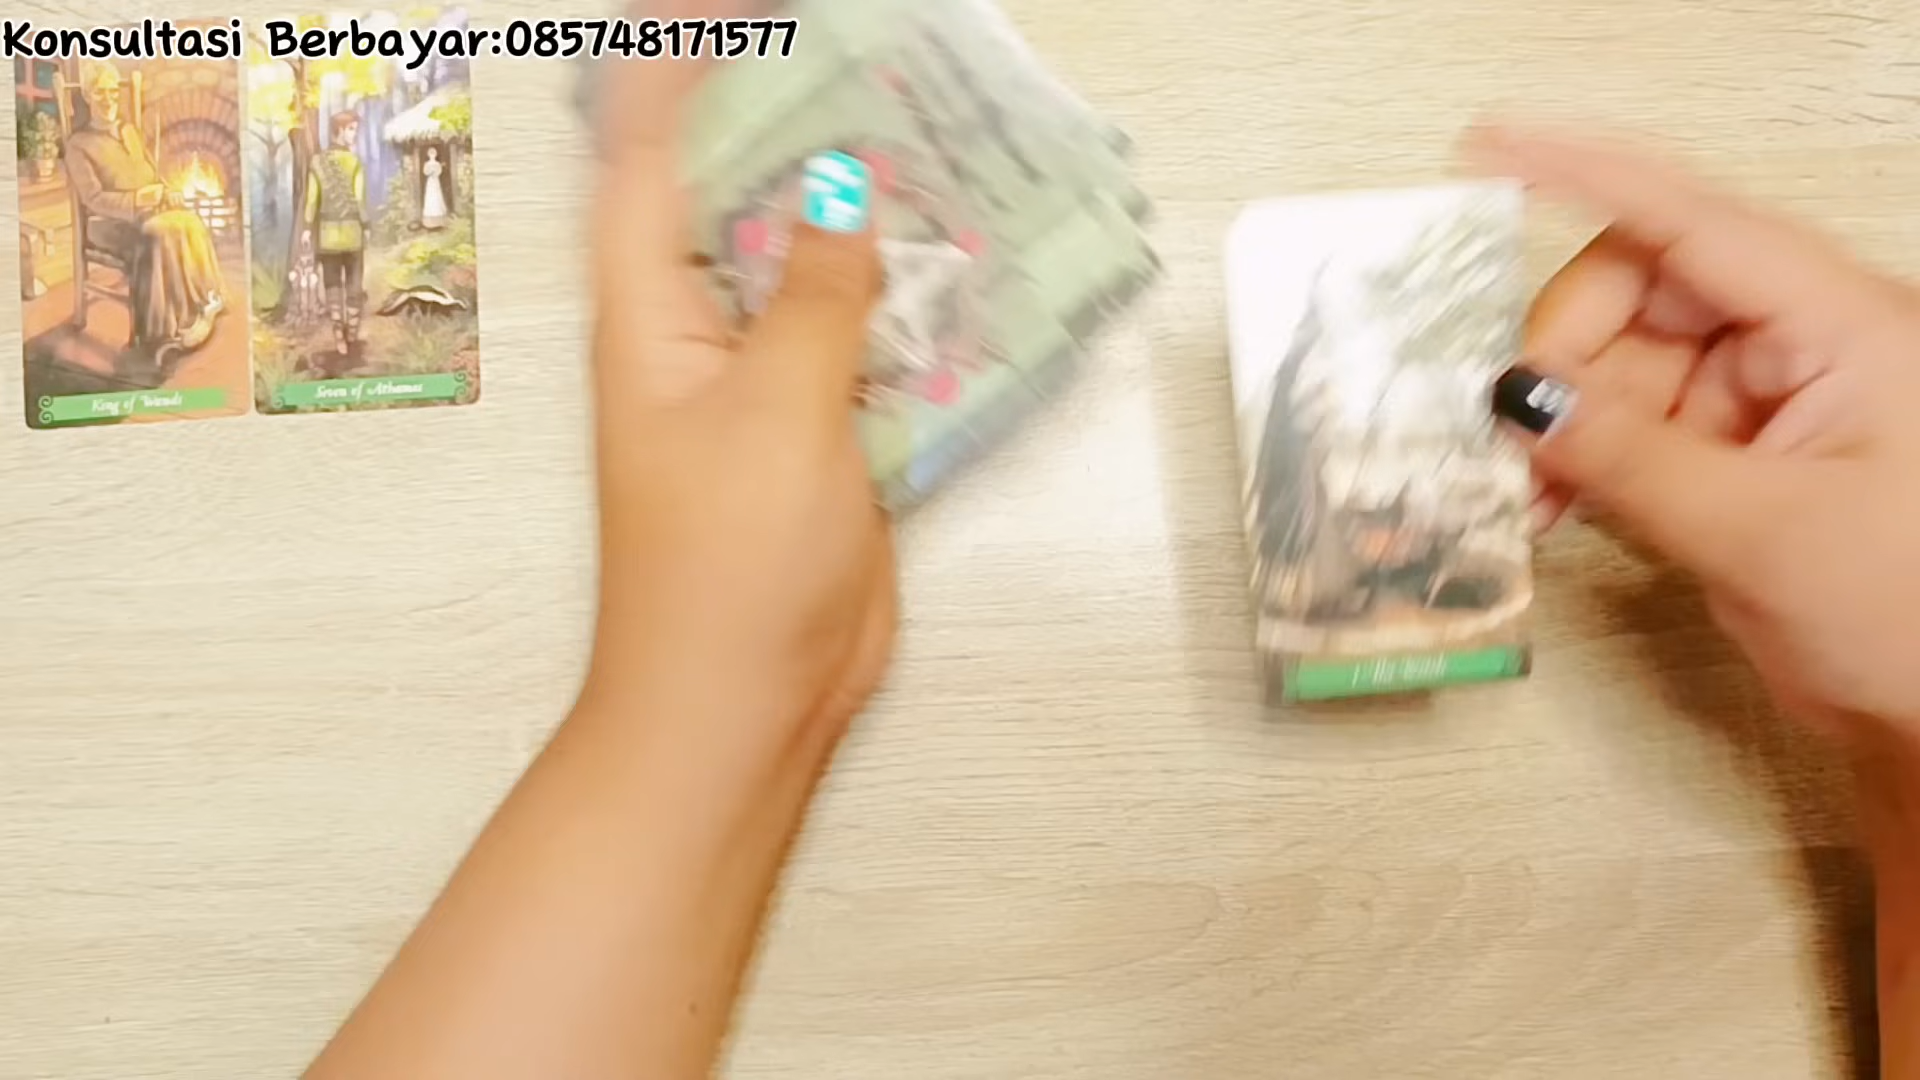 Konsultasi Berbayar:085748171577
King of Wands
Seven of Athames